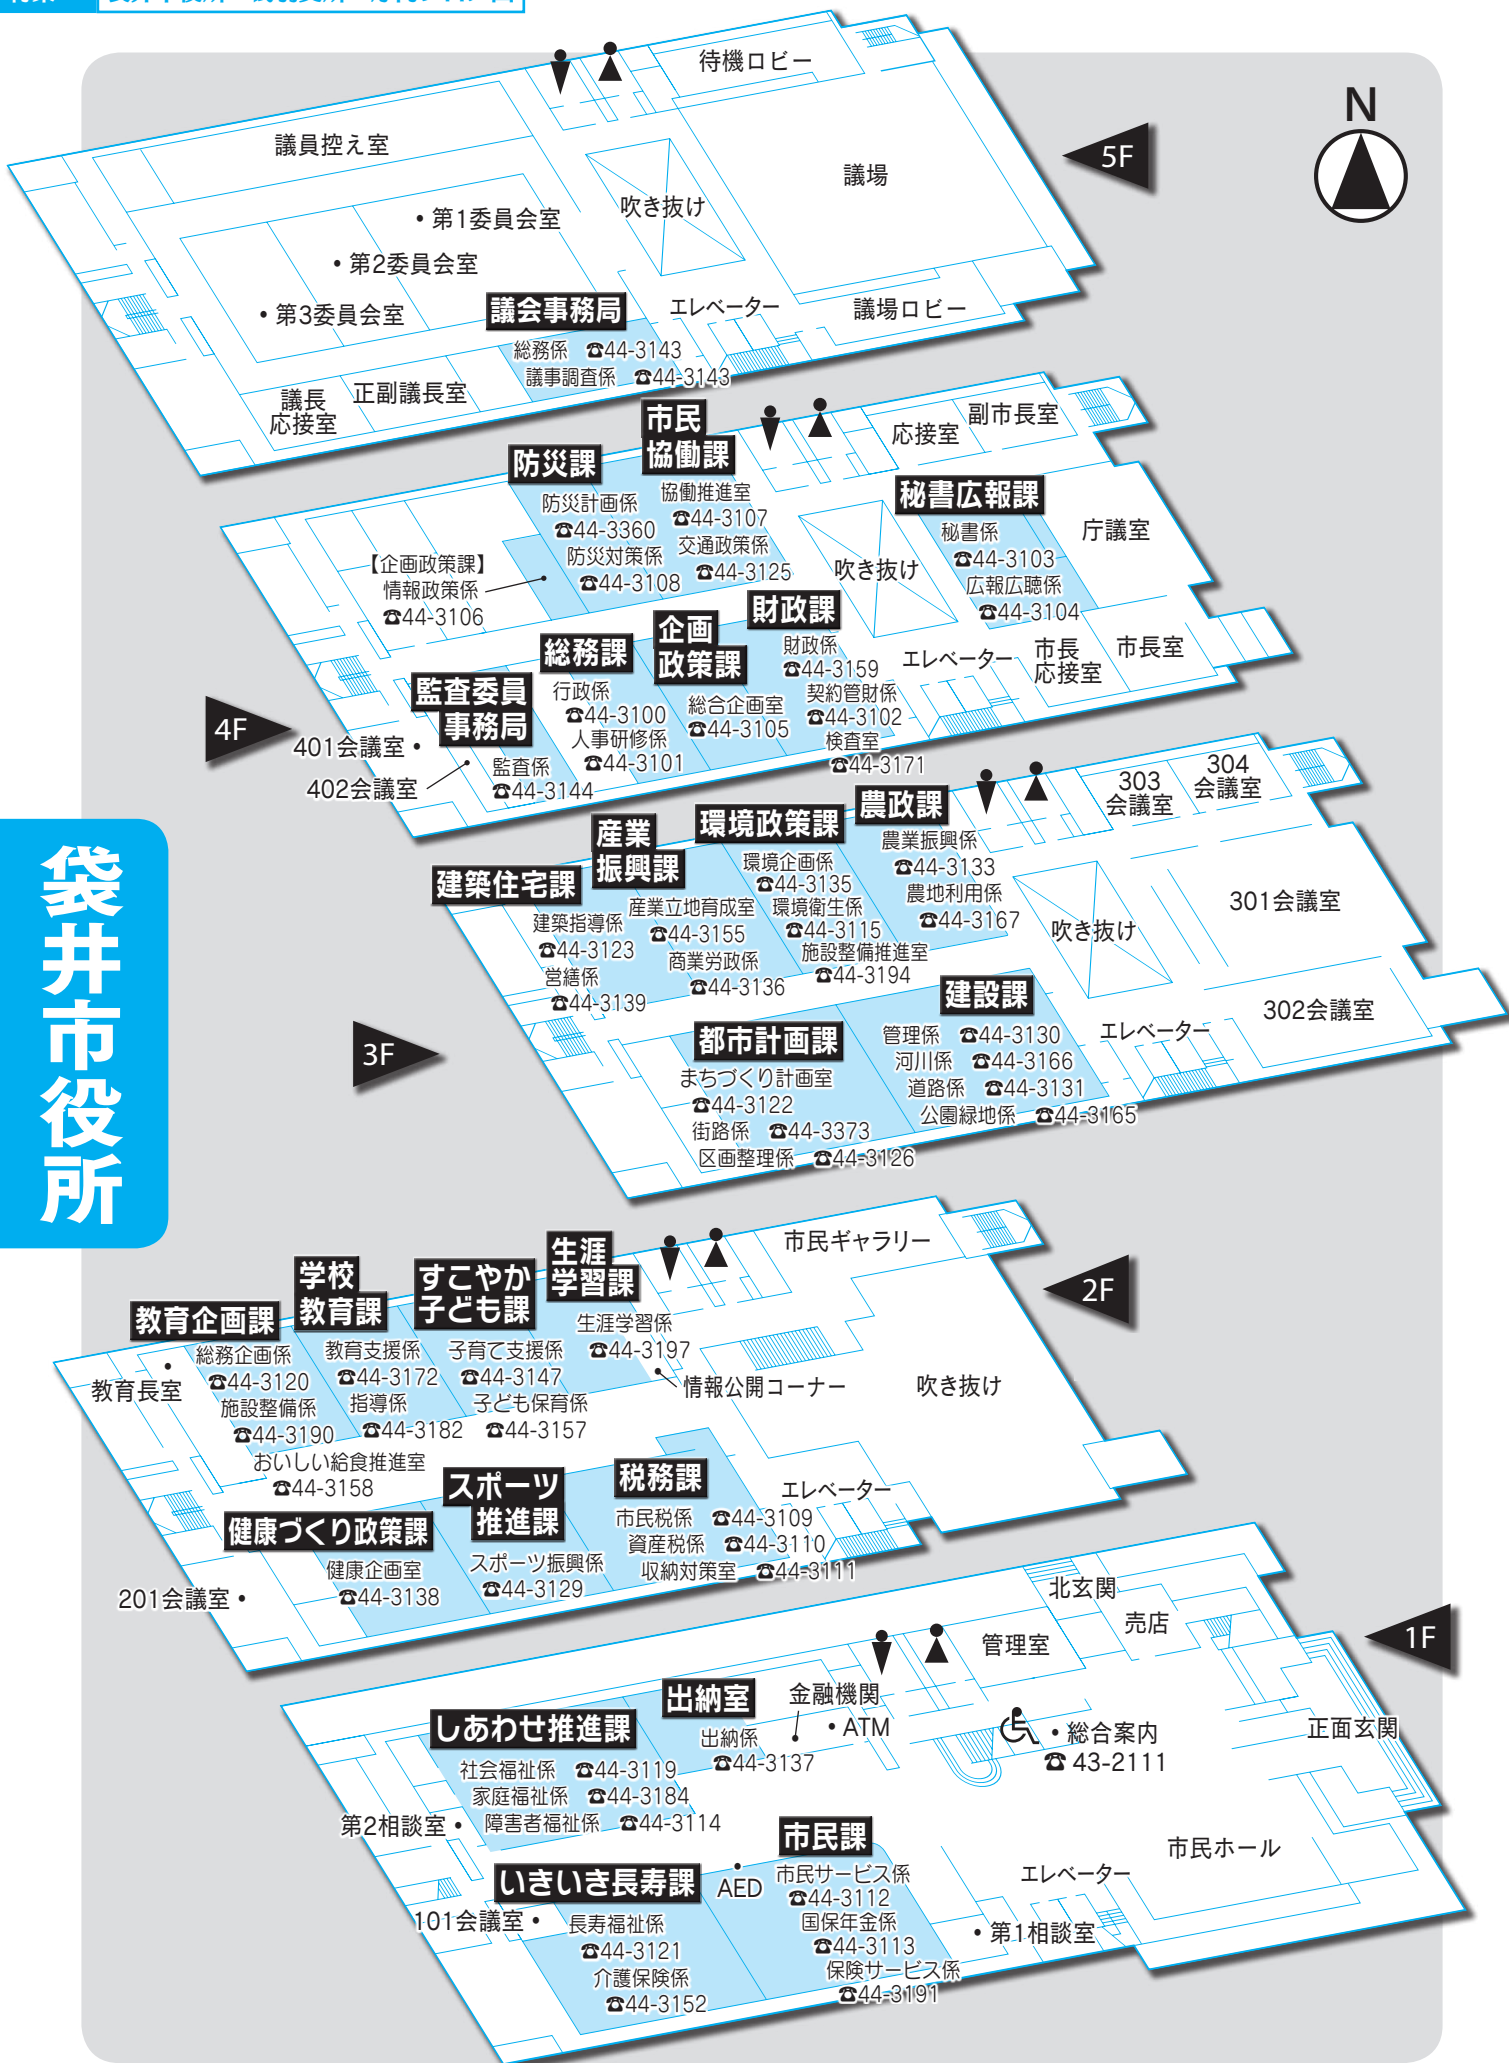 N
5F
待機ロビー
議員控え室
議場
吹き抜け
・第1委員会室
・第2委員会室
・第3委員会室
議会事務局
総務係 ☎44-3143
議事調査係 ☎44-3143
エレベーター
議場ロビー
議長
応接室
正副議長室
4F
市民
協働課
協働推進室
☎44-3107
交通政策係
☎44-3125
防災課
防災計画係
☎44-3360
防災対策係
☎44-3108
応接室
副市長室
秘書広報課
秘書係
☎44-3103
広報広聴係
☎44-3104
庁議室
吹き抜け
【企画政策課】
情報政策係
☎44-3106
財政課
財政係
☎44-3159
契約管財係
☎44-3102
検査室
☎44-3171
企画
政策課
総合企画室
☎44-3105
総務課
行政係
☎44-3100
人事研修係
☎44-3101
監査委員
事務局
監査係
☎44-3144
エレベーター
市長
応接室
市長室
401会議室・
402会議室
袋井市役所
3F
303
会議室
304
会議室
農政課
農業振興係
☎44-3133
農地利用係
☎44-3167
環境政策課
環境企画係
☎44-3135
環境衛生係
☎44-3115
施設整備推進室
☎44-3194
産業
振興課
産業立地育成室
☎44-3155
商業労政係
☎44-3136
建築住宅課
建築指導係
☎44-3123
営繕係
☎44-3139
吹き抜け
301会議室
302会議室
エレベーター
建設課
管理係 ☎44-3130
河川係 ☎44-3166
道路係 ☎44-3131
公園緑地係 ☎44-3165
都市計画課
まちづくり計画室
☎44-3122
街路係 ☎44-3373
区画整理係 ☎44-3126
2F
市民ギャラリー
生涯
学習課
生涯学習係
☎44-3197
すこやか
子ども課
子育て支援係
☎44-3147
子ども保育係
☎44-3157
学校
教育課
教育支援係
☎44-3172
指導係
☎44-3182
教育企画課
総務企画係
☎44-3120
施設整備係
☎44-3190
おいしい給食推進室
☎44-3158
教育長室
情報公開コーナー
吹き抜け
エレベーター
税務課
市民税係 ☎44-3109
資産税係 ☎44-3110
収納対策室 ☎44-3111
スポーツ
推進課
スポーツ振興係
☎44-3129
健康づくり政策課
健康企画室
☎44-3138
201会議室・
1F
北玄関
売店
管理室
正面玄関
金融機関
・ATM
・総合案内
☎ 43-2111
出納室
出納係
☎44-3137
しあわせ推進課
社会福祉係 ☎44-3119
家庭福祉係 ☎44-3184
障害者福祉係 ☎44-3114
第2相談室・
市民課
市民サービス係
☎44-3112
国保年金係
☎44-3113
保険サービス係
☎44-3191
AED
いきいき長寿課
長寿福祉係
☎44-3121
介護保険係
☎44-3152
101会議室・
エレベーター
市民ホール
・第1相談室